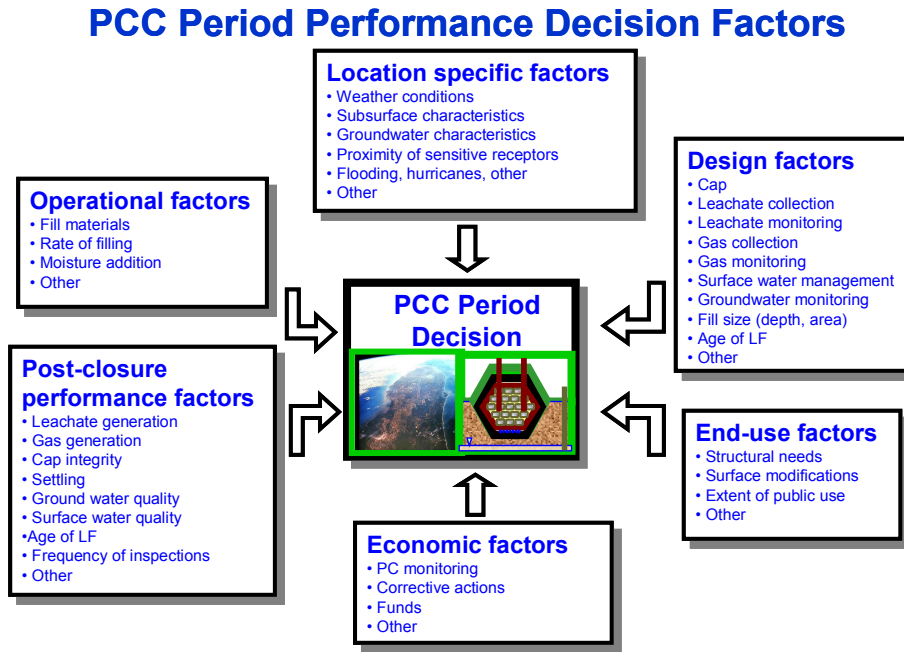 PCC Period Performance Decision Factors
Location specific factors
• Weather conditions
• Subsurface characteristics
• Groundwater characteristics
• Proximity of sensitive receptors
• Flooding, hurricanes, other
• Other
Operational factors
• Fill materials
• Rate of filling
• Moisture addition
• Other
Design factors
• Cap
• Leachate collection
• Leachate monitoring
• Gas collection
• Gas monitoring
• Surface water management
• Groundwater monitoring
• Fill size (depth, area)
• Age of LF
• Other
PCC Period
Decision
Post-closure
performance factors
• Leachate generation
• Gas generation
• Cap integrity
• Settling
• Ground water quality
• Surface water quality
•Age of LF
• Frequency of inspections
• Other
End-use factors
• Structural needs
• Surface modifications
• Extent of public use
• Other
Economic factors
• PC monitoring
• Corrective actions
• Funds
• Other